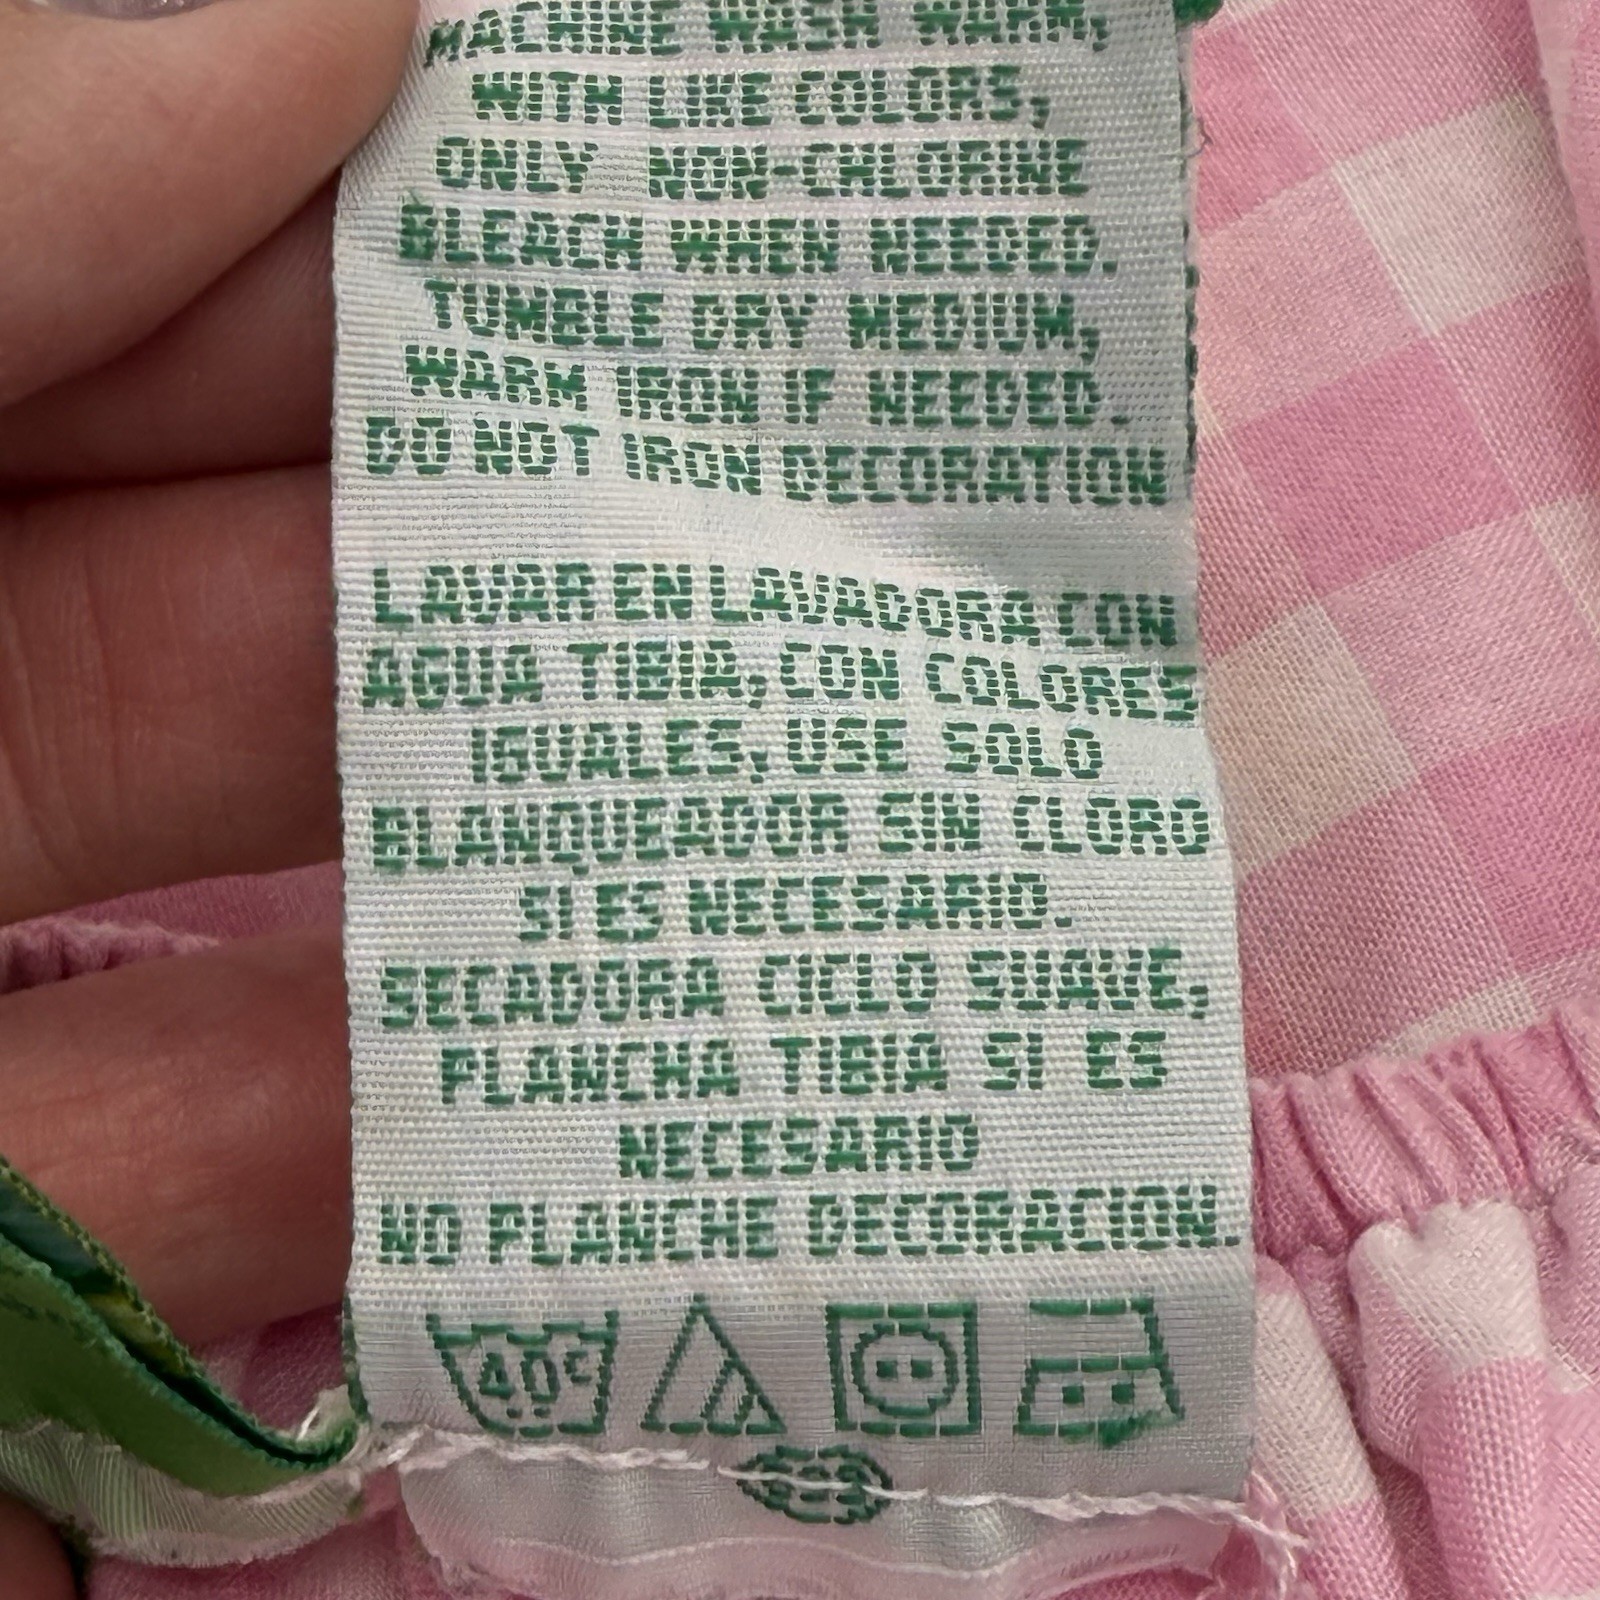 MACHINE WASH WARM,
WITH LIKE COLORS,
ONLY NON-CHLORINE
BLEACH WHEN NEEDED.
TUMBLE DRY MEDIUM,
WARM IRON IF NEEDED.
DO NOT IRON DECORATION
LAVAR EN LAVADORA CON
AGUA TIBIA, CON COLORES
IGUALES, USE SOLO
BLANQUEADOR SIN CLORO
SI ES NECESARIO.
SECADORA CICLO SUAVE,
PLANCHA TIBIA SI ES
NECESARIO
NO PLANCHE DECORACION.
40C